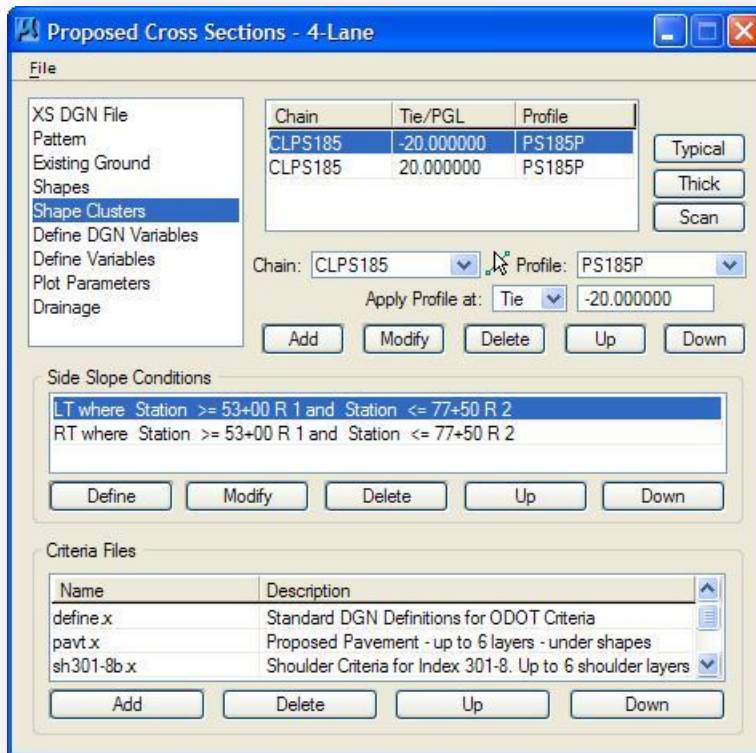 Proposed Cross Sections - 4-Lane
File
XS DGN File
Pattern
Existing Ground
Shapes
Shape Clusters
Define DGN Variables
Define Variables
Plot Parameters
Drainage
Chain Tie/PGL Profile
CLPS185 -20.000000 PS185P
CLPS185 20.000000 PS185P
Typical
Thick
Scan
Chain: CLPS185 Profile: PS185P
Apply Profile at: Tie -20.000000
Add Modify Delete Up Down
Side Slope Conditions
LT where Station >= 53+00 R 1 and Station <= 77+50 R 2
RT where Station >= 53+00 R 1 and Station <= 77+50 R 2
Define Modify Delete Up Down
Criteria Files
Name Description
define.x Standard DGN Definitions for ODOT Criteria
pavt.x Proposed Pavement - up to 6 layers - under shapes
sh301-8b.x Shoulder Criteria for Index 301-8. Up to 6 shoulder layers
Add Delete Up Down